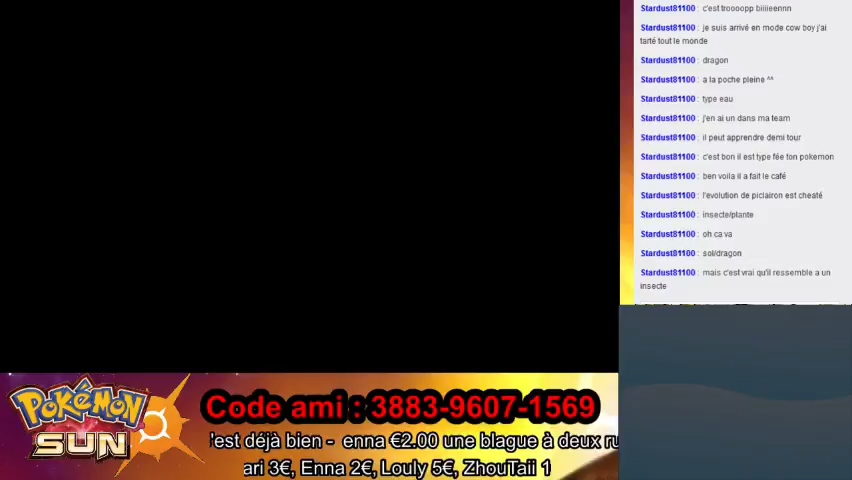 Stardust81100 : c'est troooopp biiieennn
Stardust81100 : je suis arrivé en mode cow boy j'ai
tarté tout le monde
Stardust81100 : dragon
Stardust81100 : a la poche pleine ^^
Stardust81100 : type eau
Stardust81100 : j'en ai un dans ma team
Stardust81100 : il peut apprendre demi tour
Stardust81100 : c'est bon il est type fée ton pokemon
Stardust81100 : ben voila il a fait le café
Stardust81100 : l'evolution de piclairon est cheaté
Stardust81100 : insecte/plante
Stardust81100 : oh ca va
Stardust81100 : sol/dragon
Stardust81100 : mais c'est vrai qu'il ressemble a un
insecte
POKÉMON
SUN
Code ami : 3883-9607-1569
'est déjà bien - enna €2.00 une blague à deux ru
ari 3€, Enna 2€, Louly 5€, ZhouTaii 1